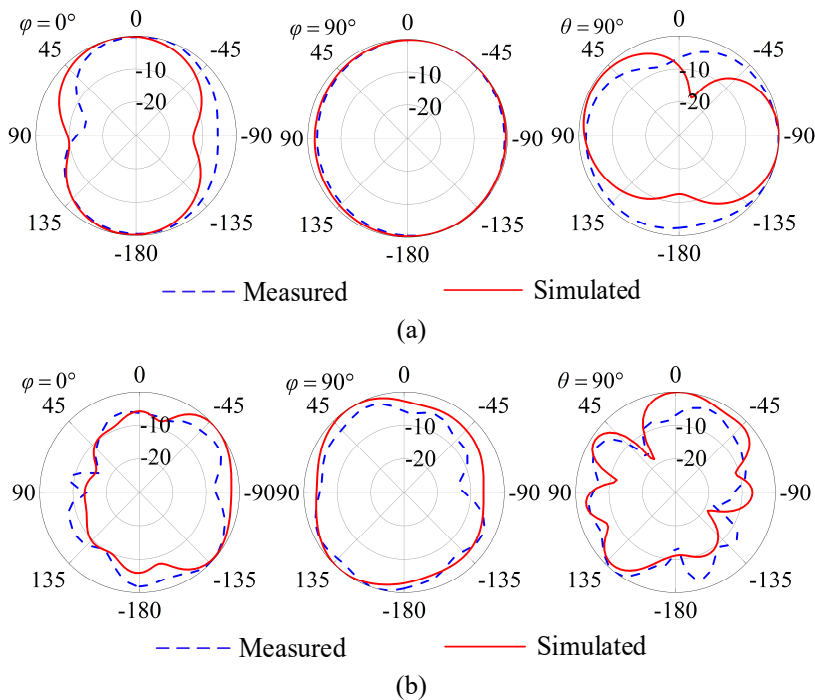 φ = 0° 0 φ = 90° 0 θ = 90° 0
45 -45 45 -45 45 -45
-10 -10 -10
-20 -20 -20
90 -90 90 -90 90 -90
135 -135 135 -135 135 -135
-180 -180 -180
Measured Simulated
(a)
φ = 0° 0 φ = 90° 0 θ = 90° 0
45 -45 45 -45 45 -45
-10 -10 -10
-20 -20 -20
90 -90 90 -90 90 -90
135 -135 135 -135 135 -135
-180 -180 -180
Measured Simulated
(b)